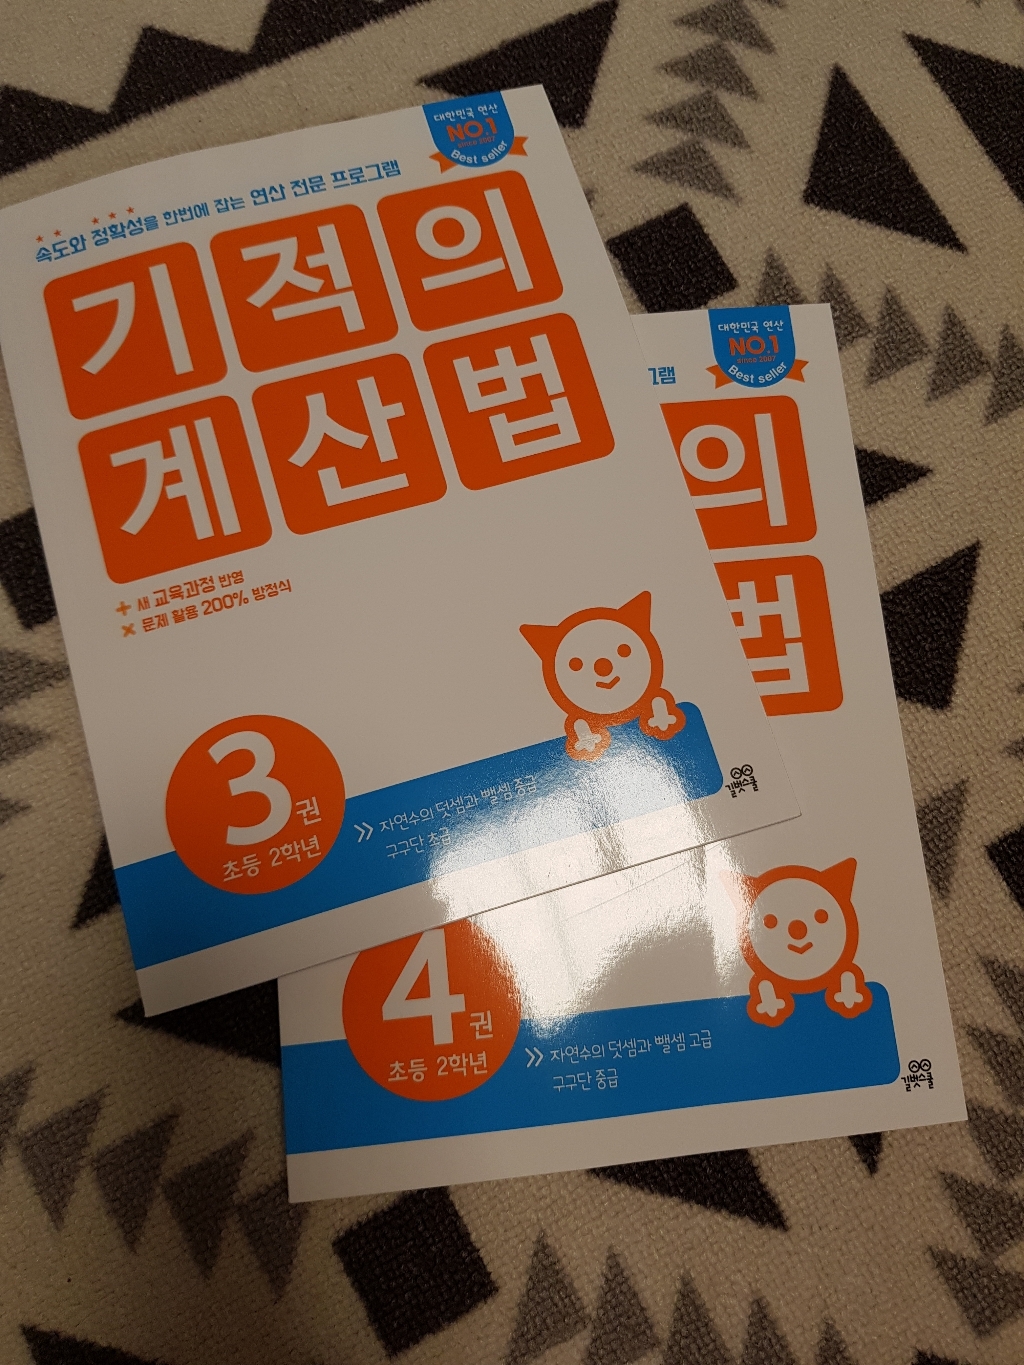 대한민국 연산
NO.1
since 2007
Best seller
속도와 정확성을 한번에 잡는 연산 전문 프로그램
기적의
계산법
+ 새 교육과정 반영
× 문제 활용 200% 방정식
3권
초등 2학년
» 자연수의 덧셈과 뺄셈 중급
구구단 초급
길벗스쿨
대한민국 연산
NO.1
since 2007
Best seller
그램
의
법
4권
초등 2학년
» 자연수의 덧셈과 뺄셈 고급
구구단 중급
길벗스쿨